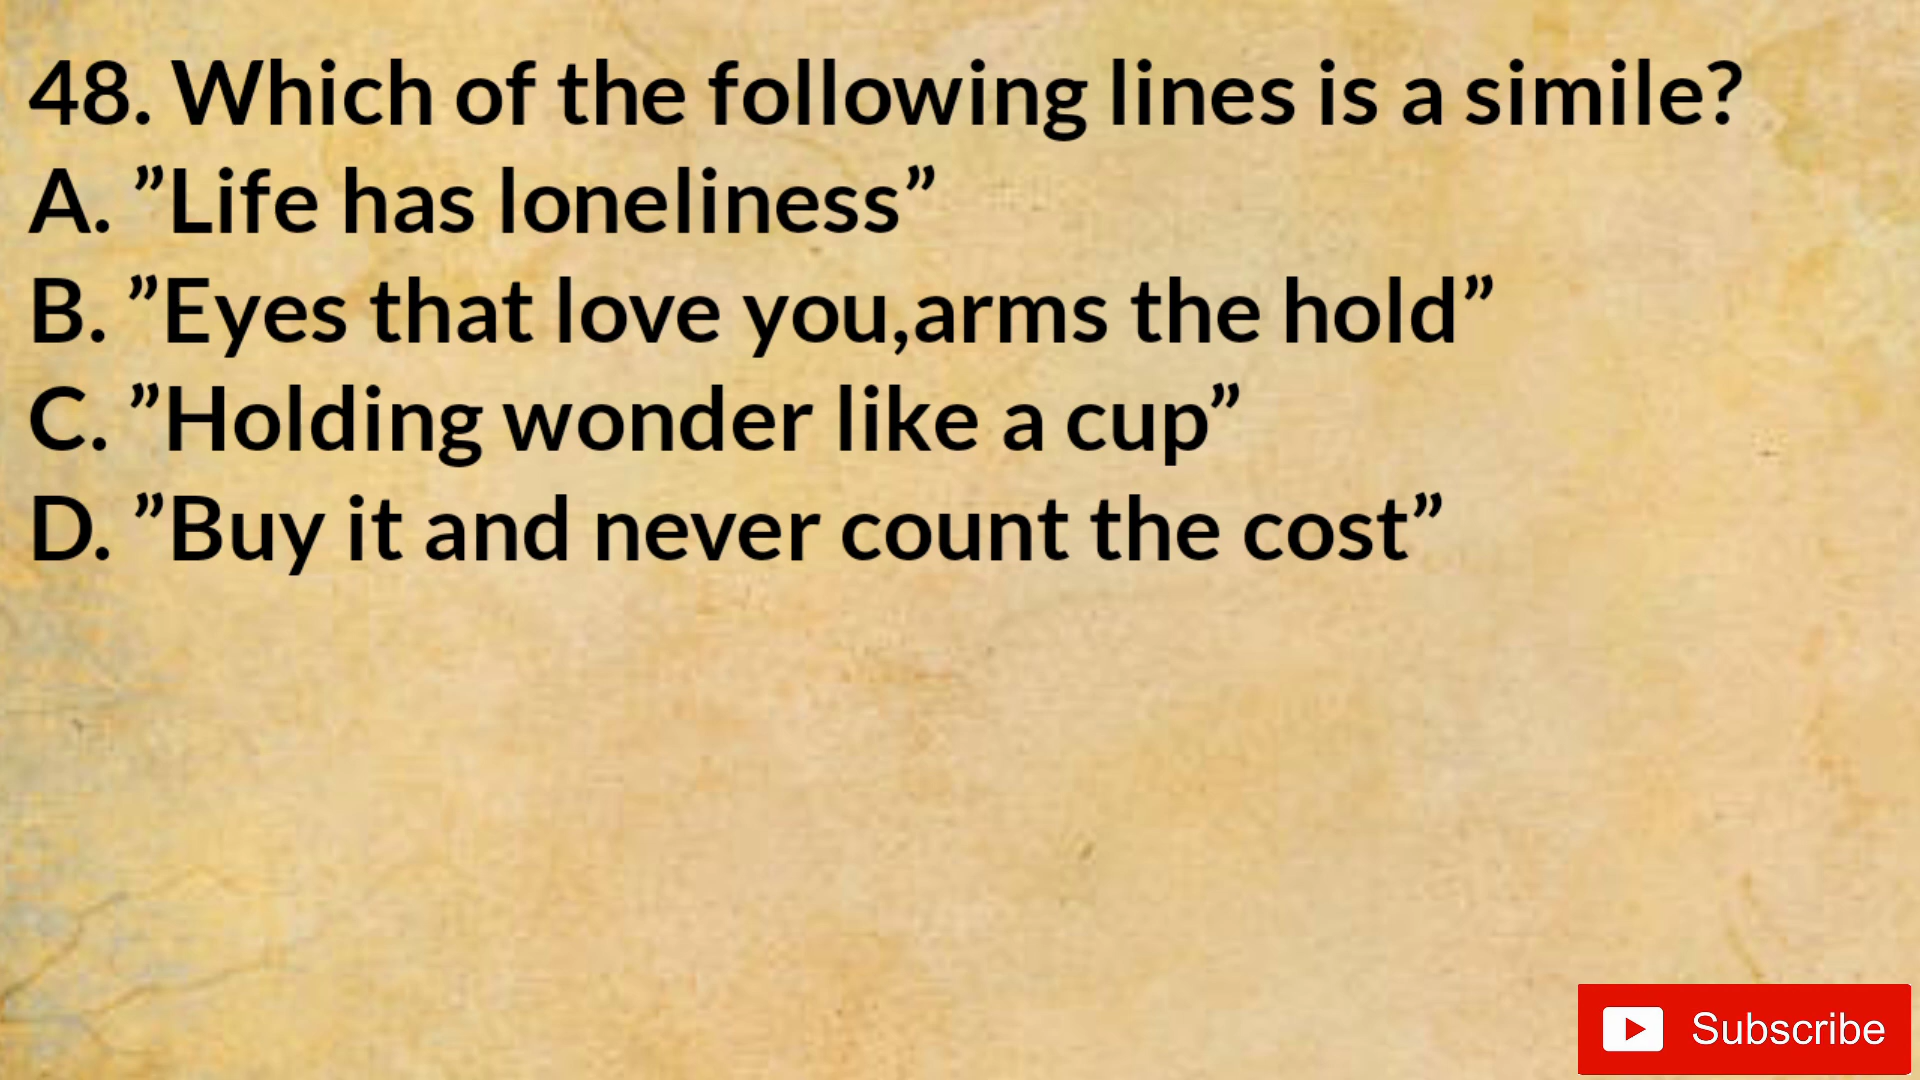 48. Which of the following lines is a simile?
A. ”Life has loneliness”
B. ”Eyes that love you,arms the hold”
C. ”Holding wonder like a cup”
D. ”Buy it and never count the cost”
Subscribe